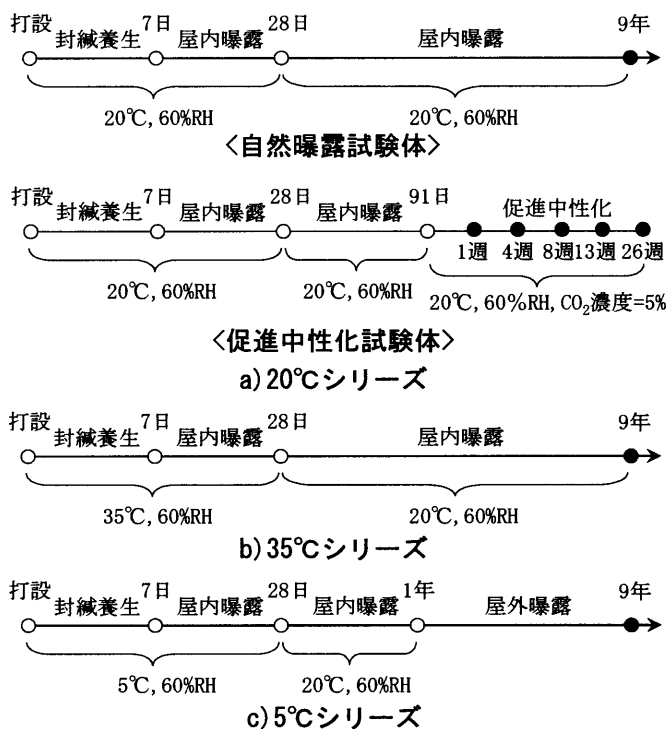 打設 封緘養生 7日 屋内曝露 28日 屋内曝露 9年
20℃, 60%RH 20℃, 60%RH
<自然曝露試験体>
打設 封緘養生 7日 屋内曝露 28日 屋内曝露 91日 促進中性化
1週 4週 8週 13週 26週
20℃, 60%RH 20℃, 60%RH 20℃, 60%RH, CO₂濃度=5%
<促進中性化試験体>
a)20℃シリーズ
打設 封緘養生 7日 屋内曝露 28日 屋内曝露 9年
35℃, 60%RH 20℃, 60%RH
b)35℃シリーズ
打設 封緘養生 7日 屋内曝露 28日 屋内曝露 1年 屋外曝露 9年
5℃, 60%RH 20℃, 60%RH
c)5℃シリーズ